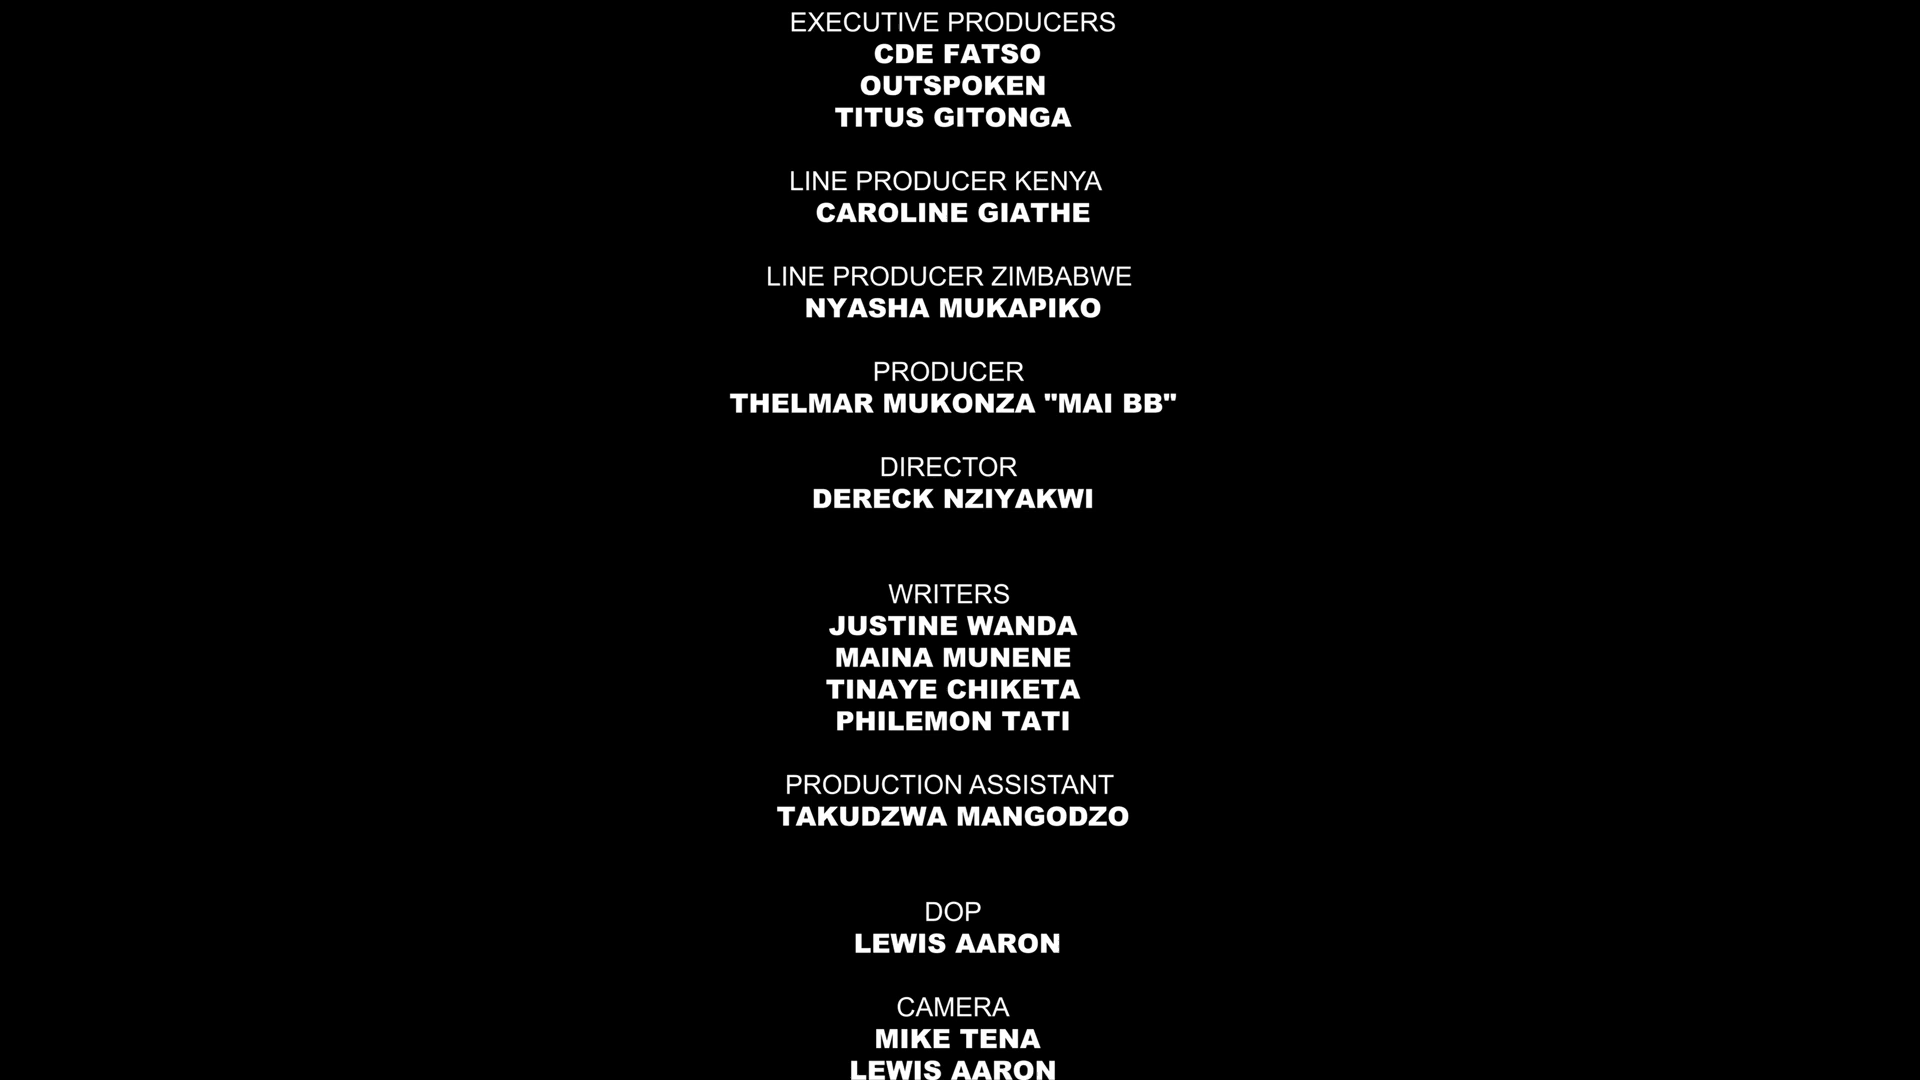 EXECUTIVE PRODUCERS
CDE FATSO
OUTSPOKEN
TITUS GITONGA
LINE PRODUCER KENYA
CAROLINE GIATHE
LINE PRODUCER ZIMBABWE
NYASHA MUKAPIKO
PRODUCER
THELMAR MUKONZA "MAI BB"
DIRECTOR
DERECK NZIYAKWI
WRITERS
JUSTINE WANDA
MAINA MUNENE
TINAYE CHIKETA
PHILEMON TATI
PRODUCTION ASSISTANT
TAKUDZWA MANGODZO
DOP
LEWIS AARON
CAMERA
MIKE TENA
LEWIS AARON